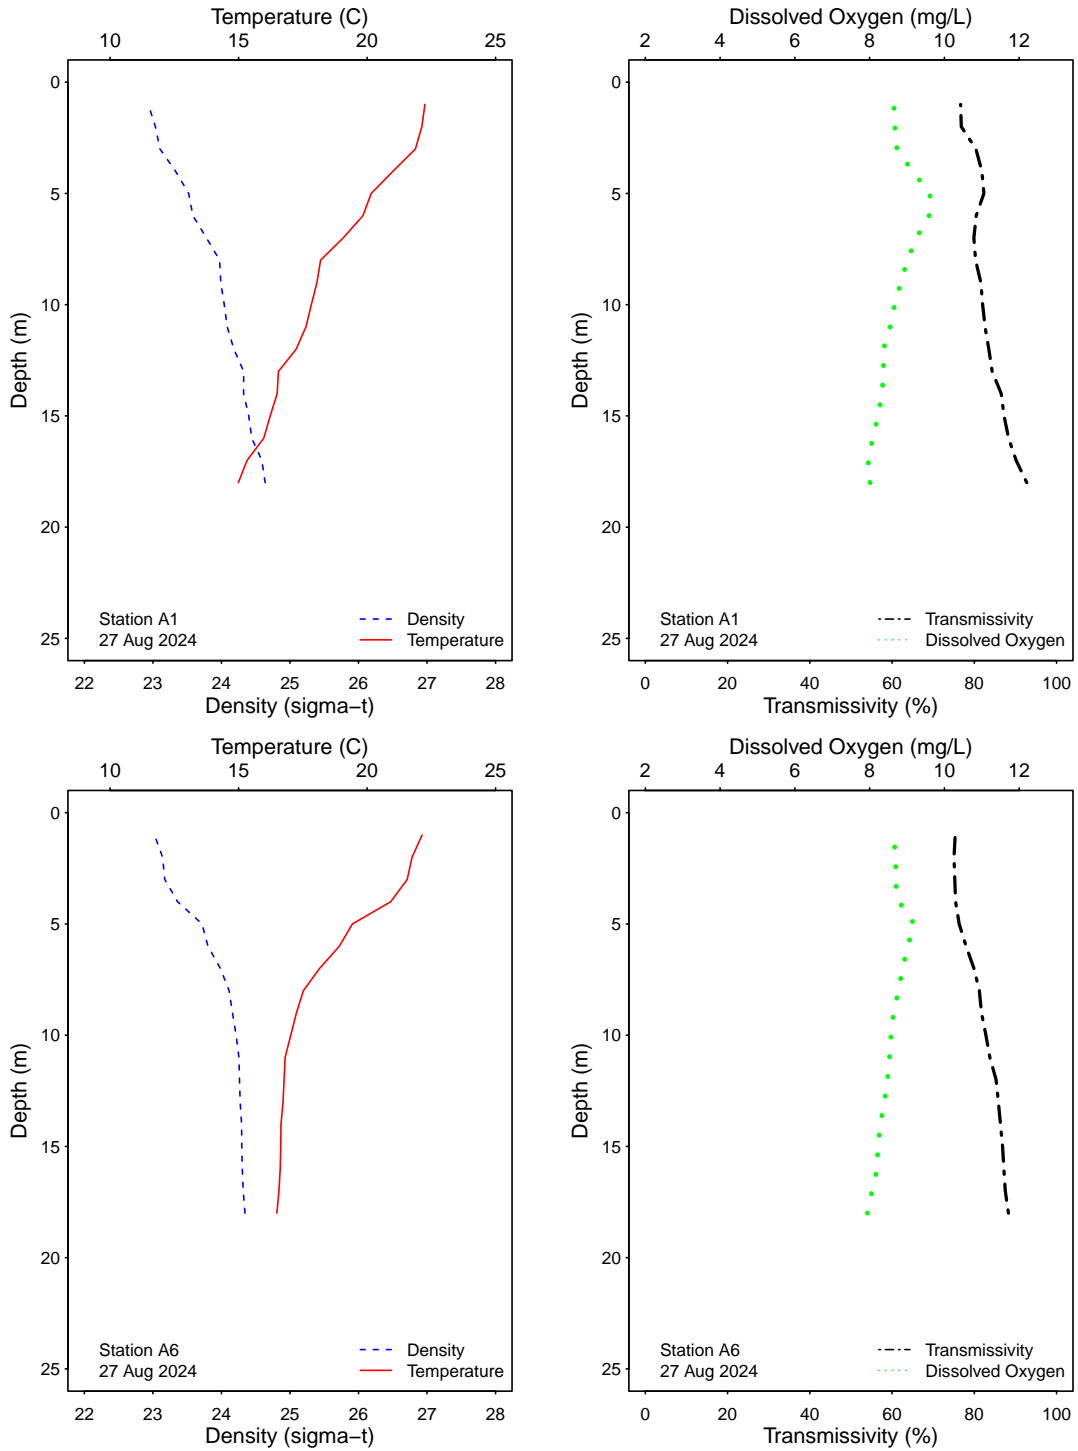 Temperature (C)
10 15 20 25
0
5
10
15
20
25
Depth (m)
Station A1
27 Aug 2024
Density
Temperature
22 23 24 25 26 27 28
Density (sigma−t)
Dissolved Oxygen (mg/L)
2 4 6 8 10 12
0
5
10
15
20
25
Depth (m)
Station A1
27 Aug 2024
Transmissivity
Dissolved Oxygen
0 20 40 60 80 100
Transmissivity (%)
Temperature (C)
10 15 20 25
0
5
10
15
20
25
Depth (m)
Station A6
27 Aug 2024
Density
Temperature
22 23 24 25 26 27 28
Density (sigma−t)
Dissolved Oxygen (mg/L)
2 4 6 8 10 12
0
5
10
15
20
25
Depth (m)
Station A6
27 Aug 2024
Transmissivity
Dissolved Oxygen
0 20 40 60 80 100
Transmissivity (%)